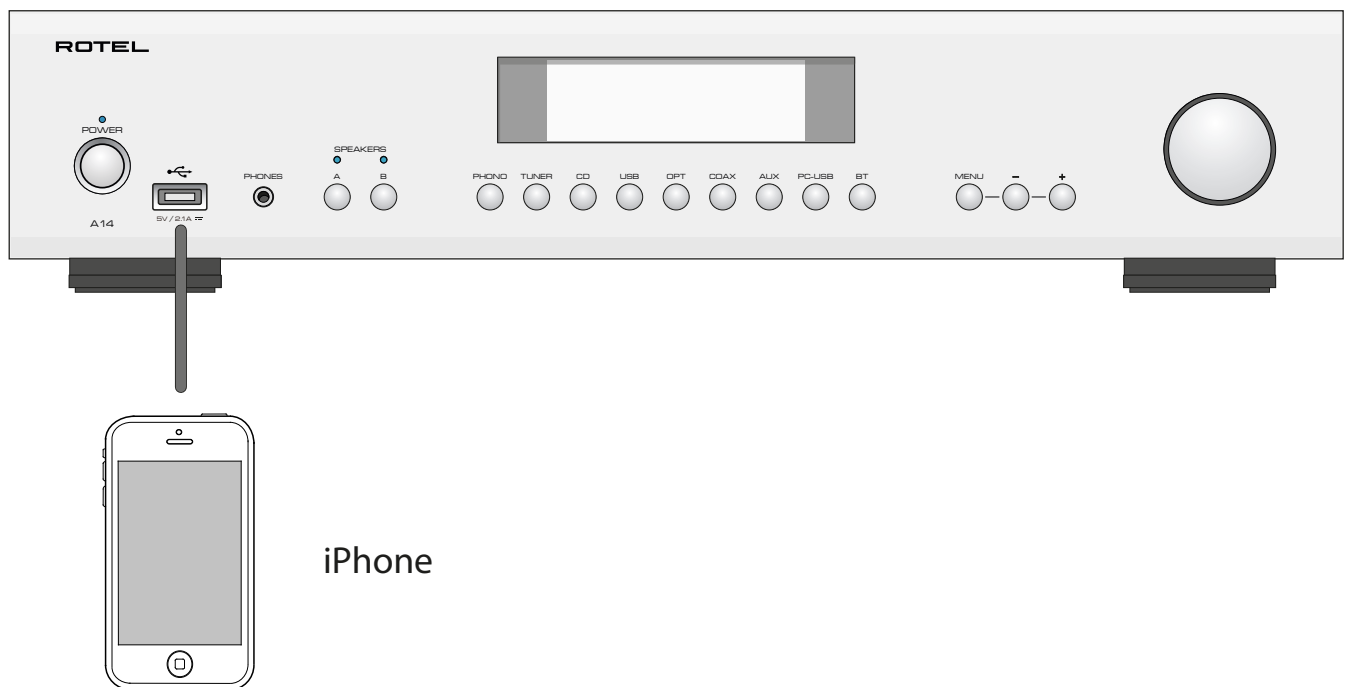 ROTEL
POWER
SPEAKERS
PHONES
A B
PHONO TUNER CD USB OPT COAX AUX PC-USB BT
MENU – +
5V / 2.1A ⎓
A14
iPhone